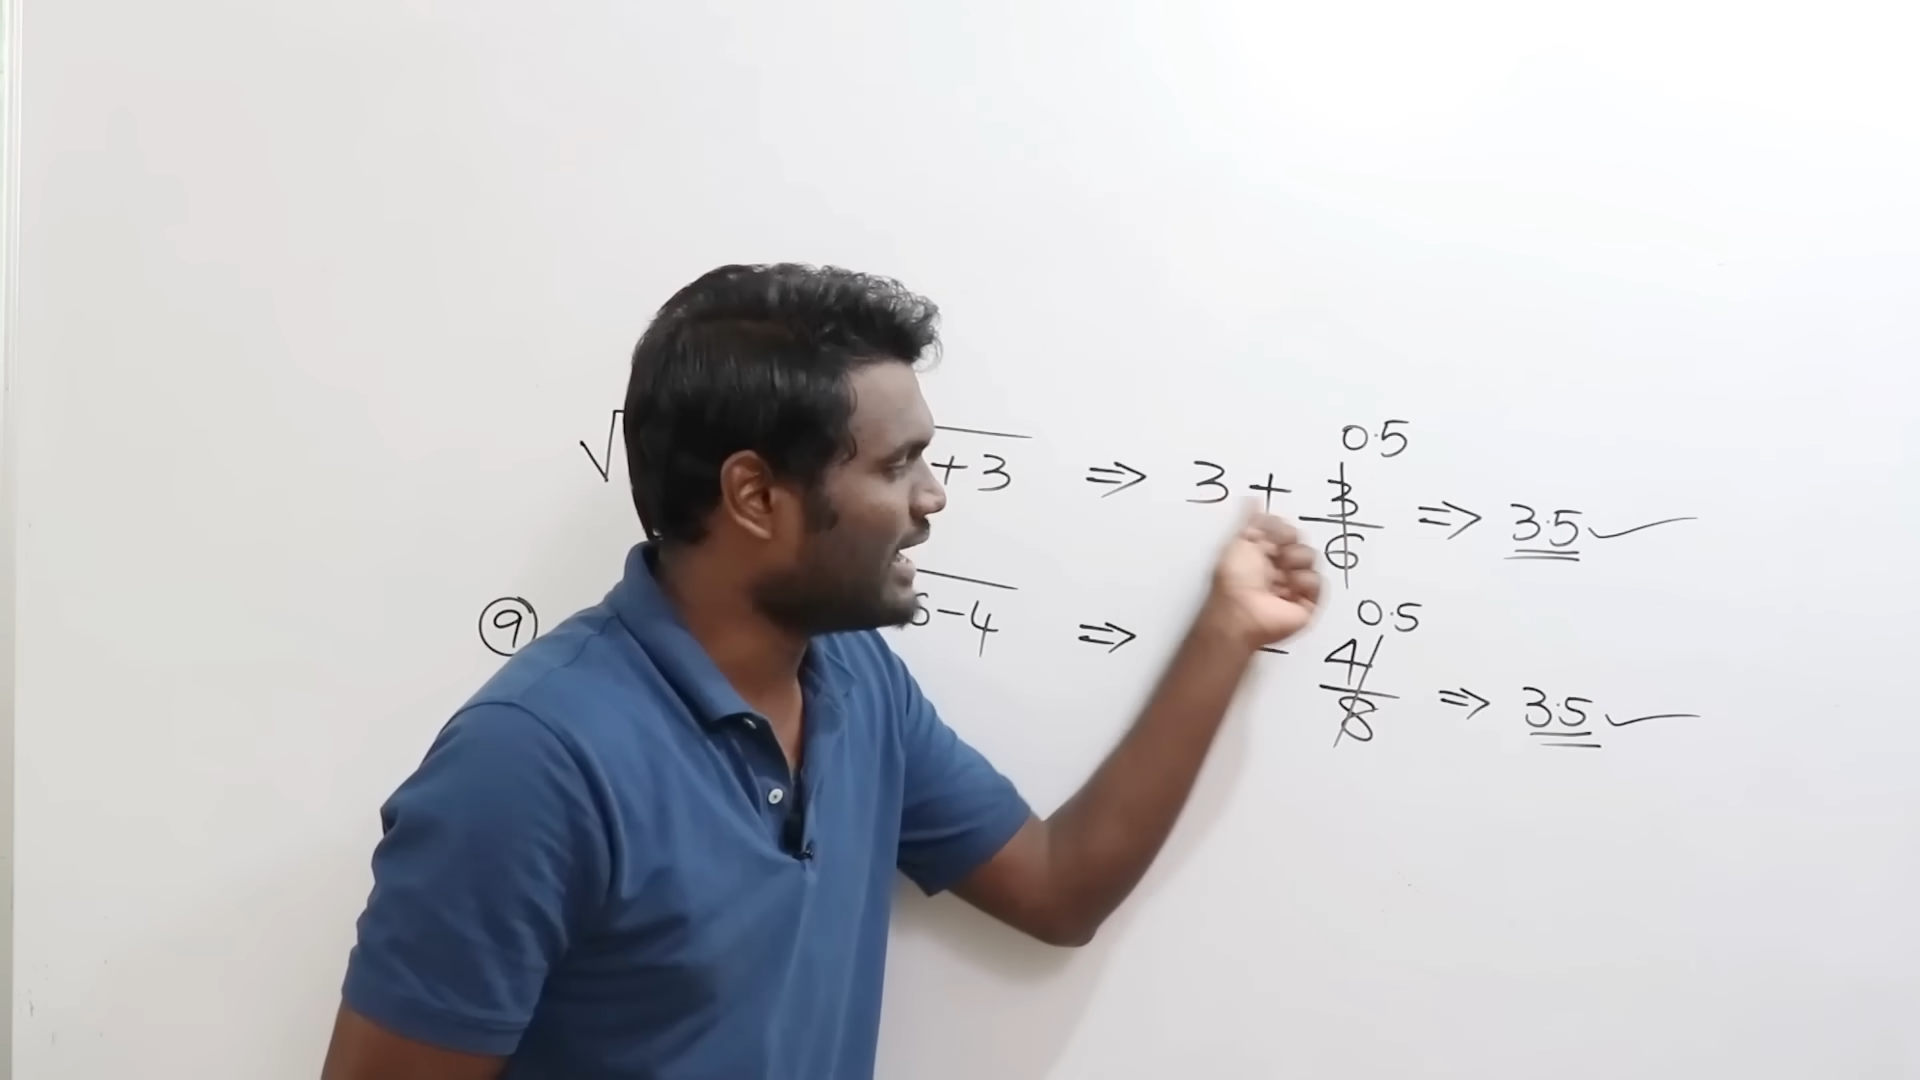 √ +3 ⇒ 3 + 3/6 0.5 ⇒ 3.5 ✓
9 6-4 ⇒ - 4/8 0.5 ⇒ 3.5 ✓